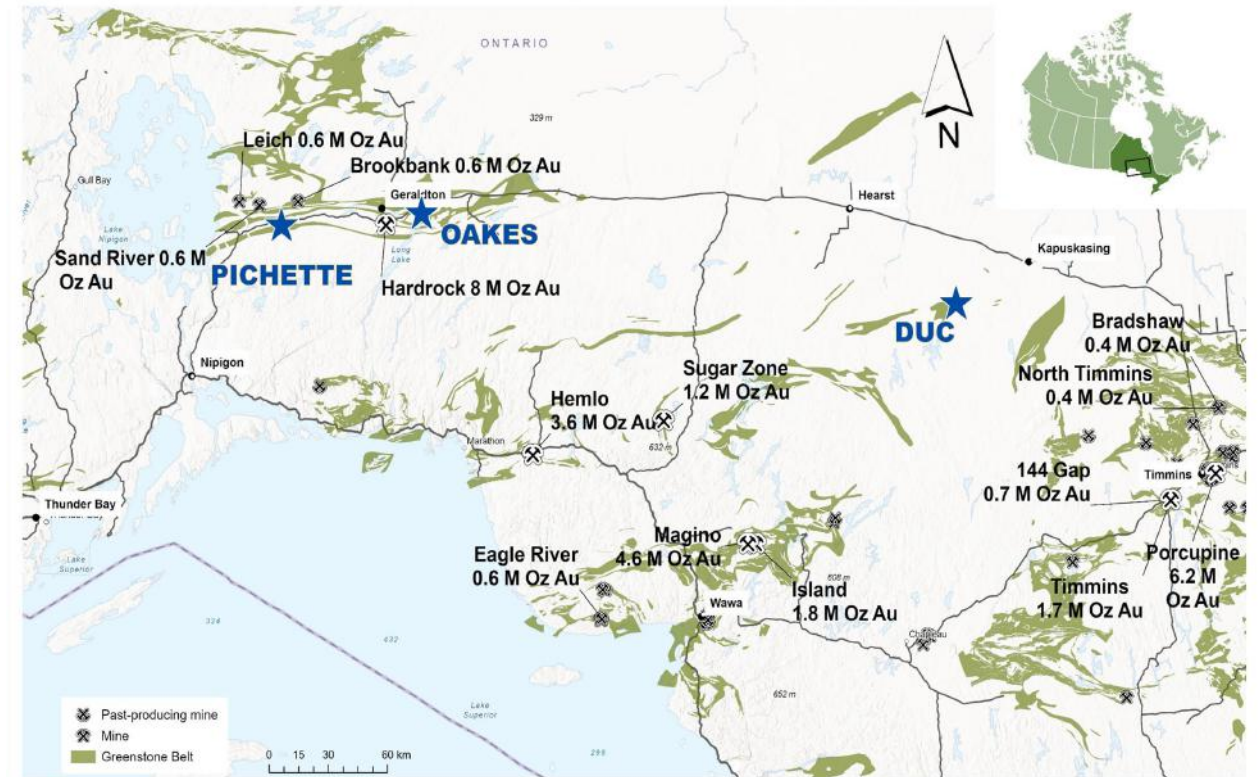 ONTARIO
329 m
N
Leich 0.6 M Oz Au
Brookbank 0.6 M Oz Au
Gull Bay
Geraldton
Hearst
Lake
Nipigon
OAKES
Kapuskasing
Sand River 0.6 M
Oz Au
PICHETTE
Long
Lake
Hardrock 8 M Oz Au
DUC
Bradshaw
0.4 M Oz Au
Nipigon
Sugar Zone
1.2 M Oz Au
North Timmins
0.4 M Oz Au
Hemlo
3.6 M Oz Au
Marathon
632 m
144 Gap
0.7 M Oz Au
Timmins
Thunder Bay
Lake
Superior
Magino
4.6 M Oz Au
Eagle River
0.6 M Oz Au
Porcupine
6.2 M
Oz Au
608 m
Island
1.8 M Oz Au
Timmins
1.7 M Oz Au
Wawa
324
432
Chapleau
652 m
Lake
Superior
Past-producing mine
Mine
Greenstone Belt
0 15 30 60 km
298